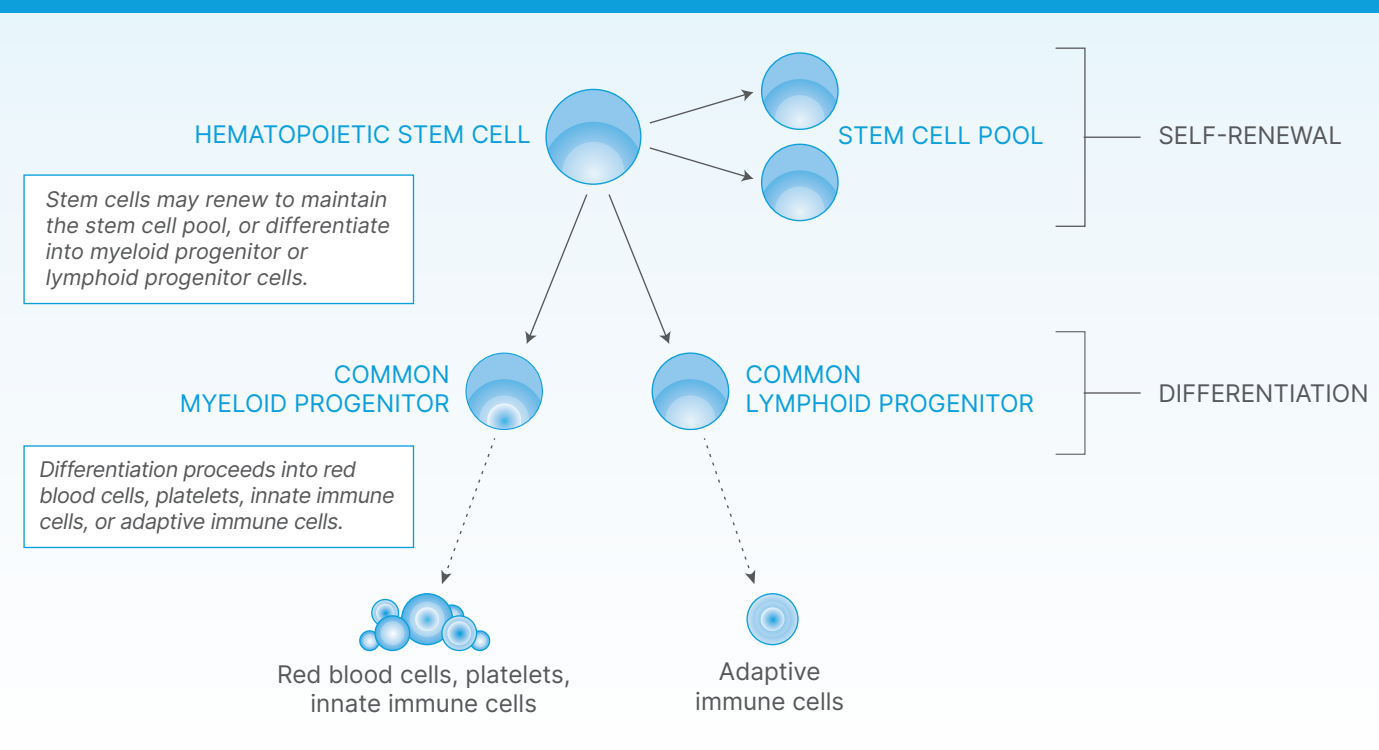 HEMATOPOIETIC STEM CELL
STEM CELL POOL
SELF-RENEWAL
Stem cells may renew to maintain
the stem cell pool, or differentiate
into myeloid progenitor or
lymphoid progenitor cells.
COMMON
MYELOID PROGENITOR
COMMON
LYMPHOID PROGENITOR
DIFFERENTIATION
Differentiation proceeds into red
blood cells, platelets, innate immune
cells, or adaptive immune cells.
Red blood cells, platelets,
innate immune cells
Adaptive
immune cells